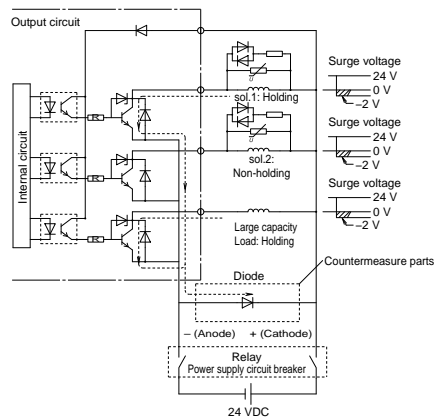 Output circuit
Internal circuit
R
R
R
sol.1: Holding
sol.2:
Non-holding
Large capacity
Load: Holding
Surge voltage
24 V
0 V
–2 V
Surge voltage
24 V
0 V
–2 V
Surge voltage
24 V
0 V
–2 V
Countermeasure parts
Diode
– (Anode) + (Cathode)
Relay
Power supply circuit breaker
24 VDC